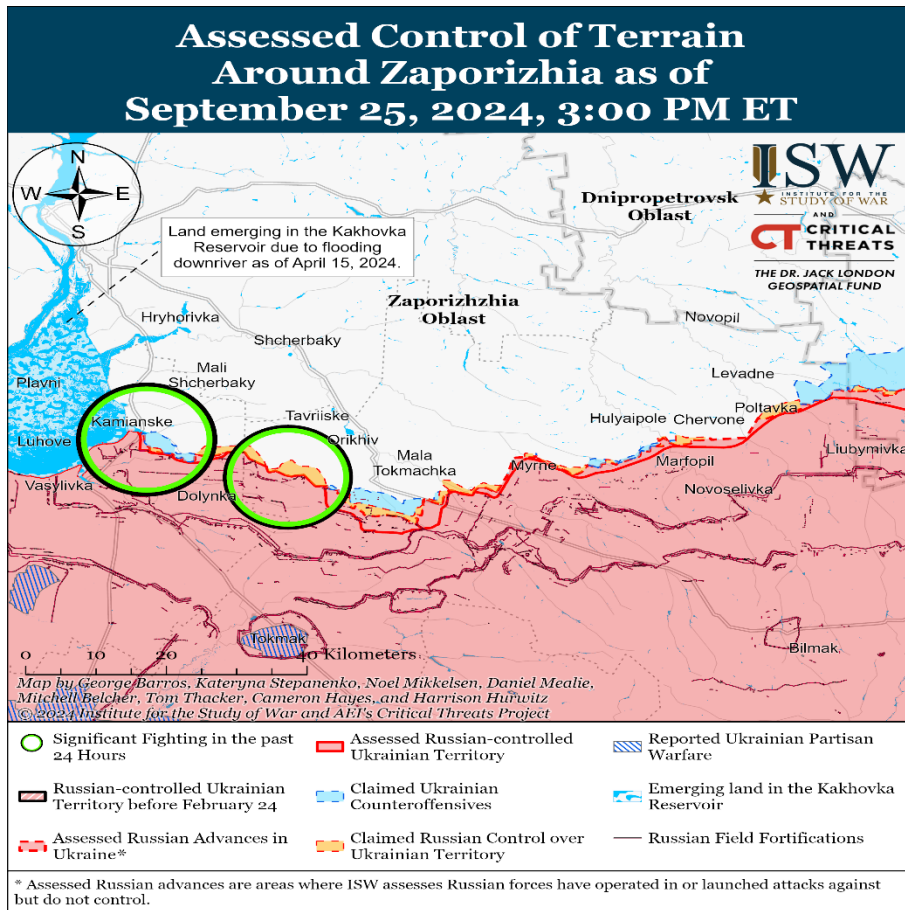 Assessed Control of Terrain
Around Zaporizhia as of
September 25, 2024, 3:00 PM ET
N
W E
S
ISW
INSTITUTE FOR THE
STUDY OF WAR
AND
CT CRITICAL
THREATS
THE DR. JACK LONDON
GEOSPATIAL FUND
Dnipropetrovsk
Oblast
Land emerging in the Kakhovka
Reservoir due to flooding
downriver as of April 15, 2024.
Zaporizhzhia
Oblast
Hryhorivka
Novopil
Shcherbaky
Mali
Shcherbaky
Levadne
Plavni
Poltavka
Tavriiske
Hulyaipole
Chervone
Kamianske
Luhove
Orikhiv
Mala
Tokmachka
Liubymivka
Myrne
Marfopil
Vasylivka
Dolynka
Novoselivka
Tokmak
Bilmak
0 10 20 40 Kilometers
Map by George Barros, Kateryna Stepanenko, Noel Mikkelsen, Daniel Mealie,
Mitchell Belcher, Tom Thacker, Cameron Hayes, and Harrison Hurwitz
© 2024 Institute for the Study of War and AEI's Critical Threats Project
Significant Fighting in the past
24 Hours
Assessed Russian-controlled
Ukrainian Territory
Reported Ukrainian Partisan
Warfare
Russian-controlled Ukrainian
Territory before February 24
Claimed Ukrainian
Counteroffensives
Emerging land in the Kakhovka
Reservoir
Assessed Russian Advances in
Ukraine*
Claimed Russian Control over
Ukrainian Territory
Russian Field Fortifications
* Assessed Russian advances are areas where ISW assesses Russian forces have operated in or launched attacks against
but do not control.